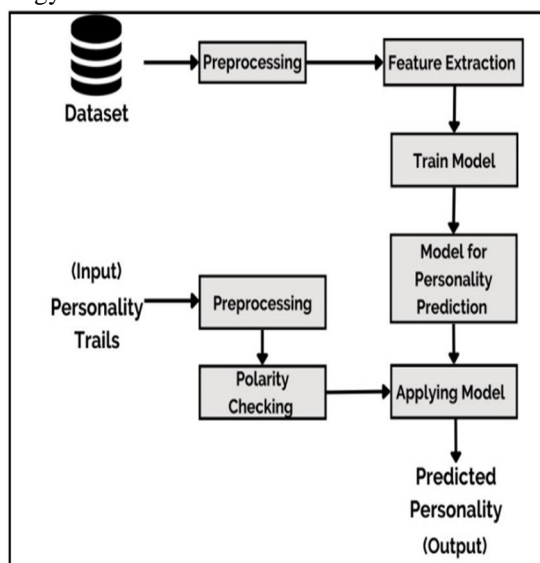 gy
Preprocessing
Feature Extraction
Dataset
Train Model
(Input)
Personality
Trails
Preprocessing
Model for
Personality
Prediction
Polarity
Checking
Applying Model
Predicted
Personality
(Output)